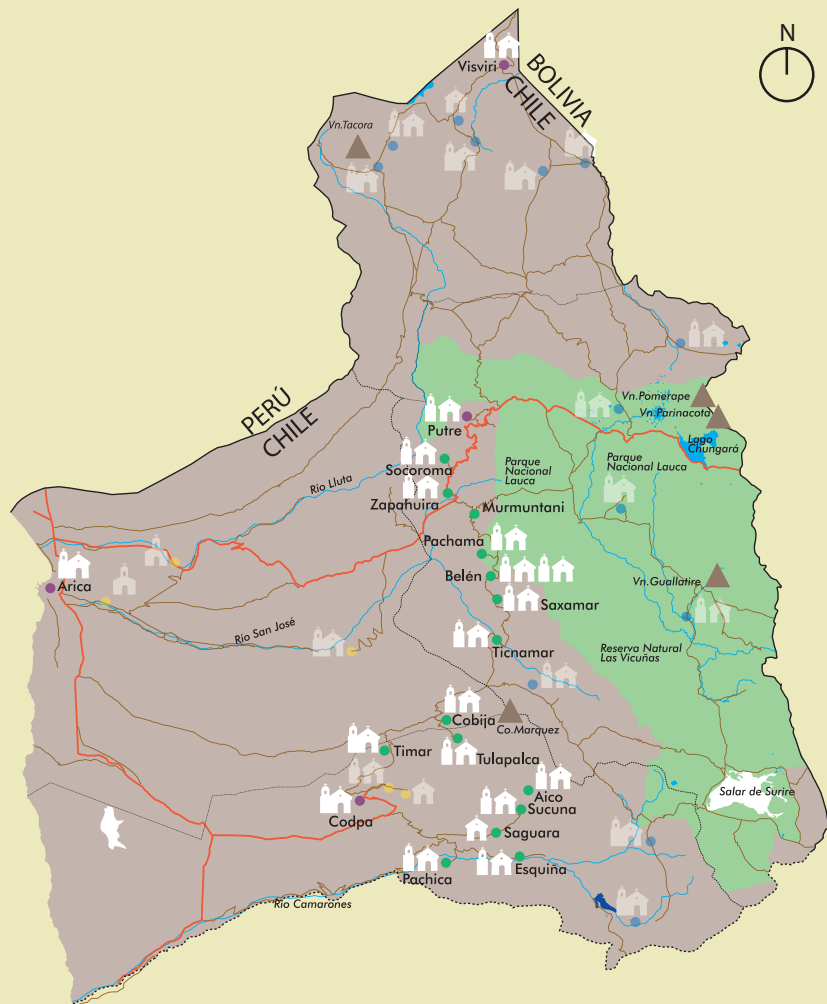 N
Visviri
BOLIVIA
CHILE
Vn.Tacora
PERÚ
CHILE
Vn.Pomerape
Vn.Parinacota
Lago
Chungará
Putre
Socoroma
Parque
Nacional
Lauca
Parque
Nacional Lauca
Río Lluta
Zapahuira
Murmuntani
Pachama
Belén
Arica
Vn.Guallatire
Saxamar
Río San José
Ticnamar
Reserva Natural
Las Vicuñas
Cobija
Co.Marquez
Timar
Tulapalca
Aico
Salar de Surire
Sucuna
Codpa
Saguara
Esquiña
Pachica
Río Camarones